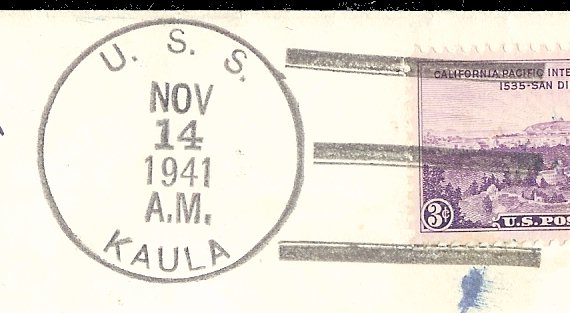 U. S. S.
NOV
14
1941
A.M.
KAULA
CALIFORNIA PACIFIC INTE
1535-SAN DI
3¢
U.S. POS